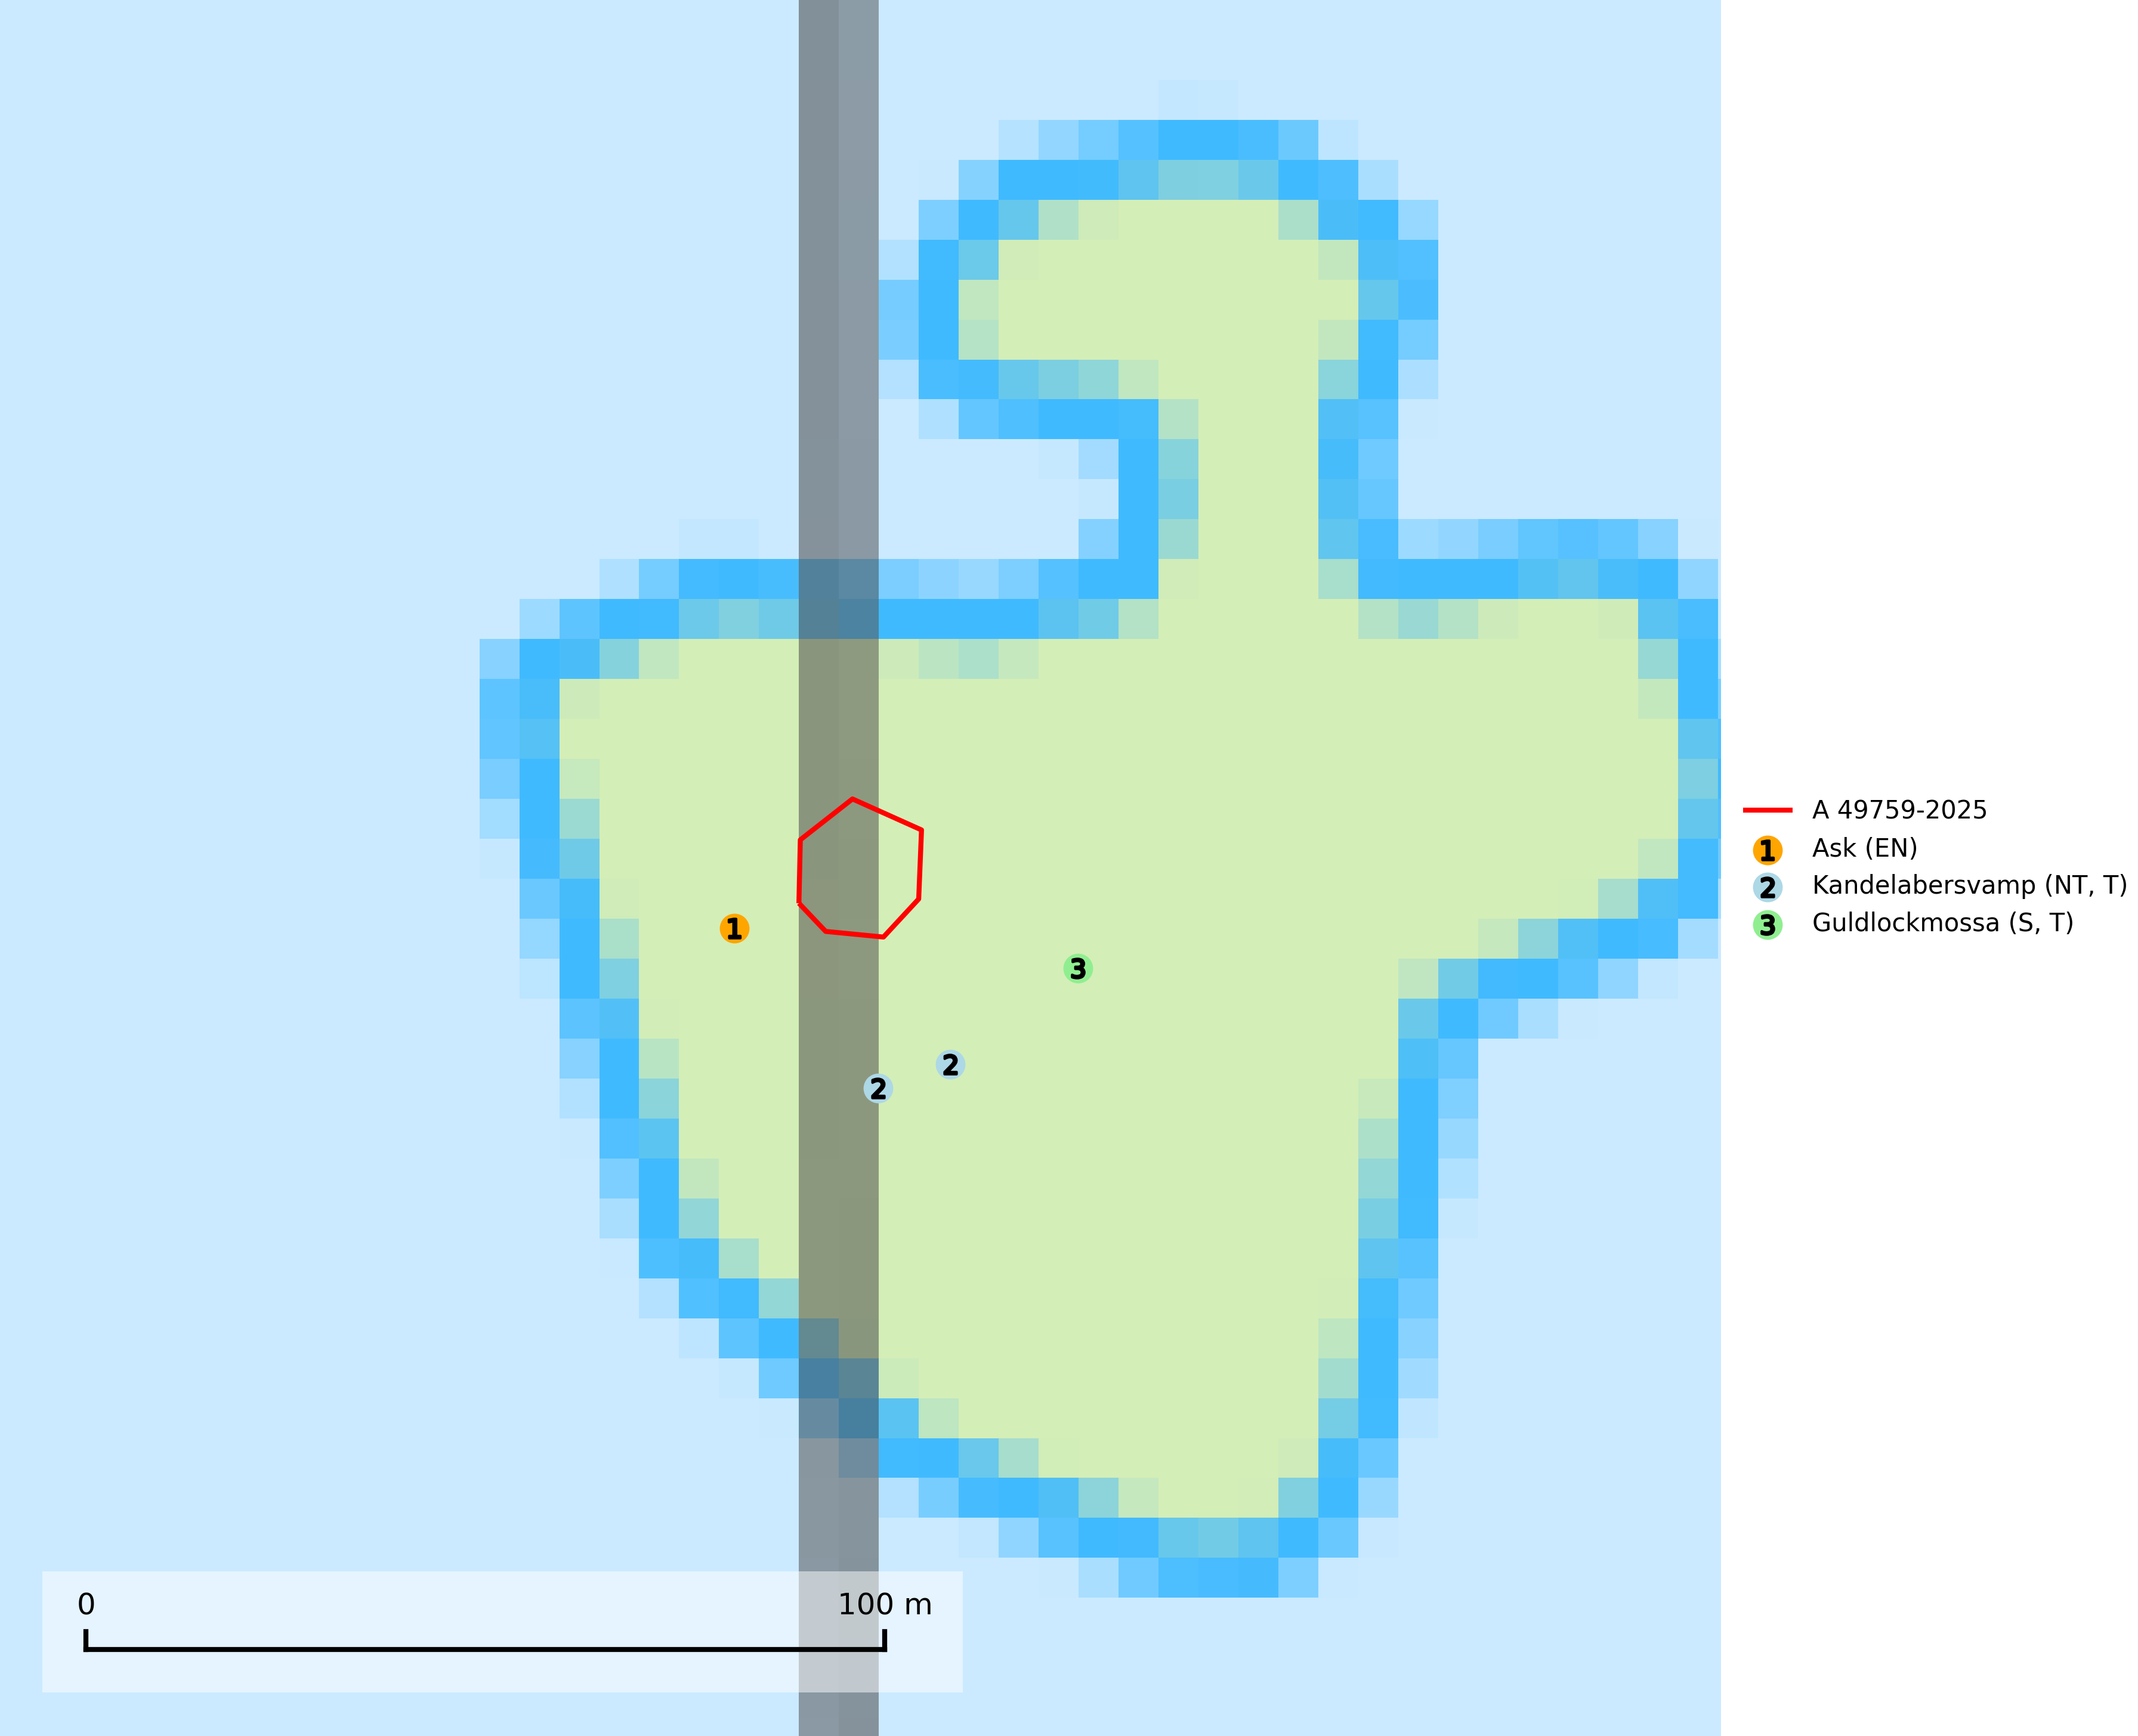 1
3
2
2
0 100 m
A 49759-2025
1 Ask (EN)
2 Kandelabersvamp (NT, T)
3 Guldlockmossa (S, T)